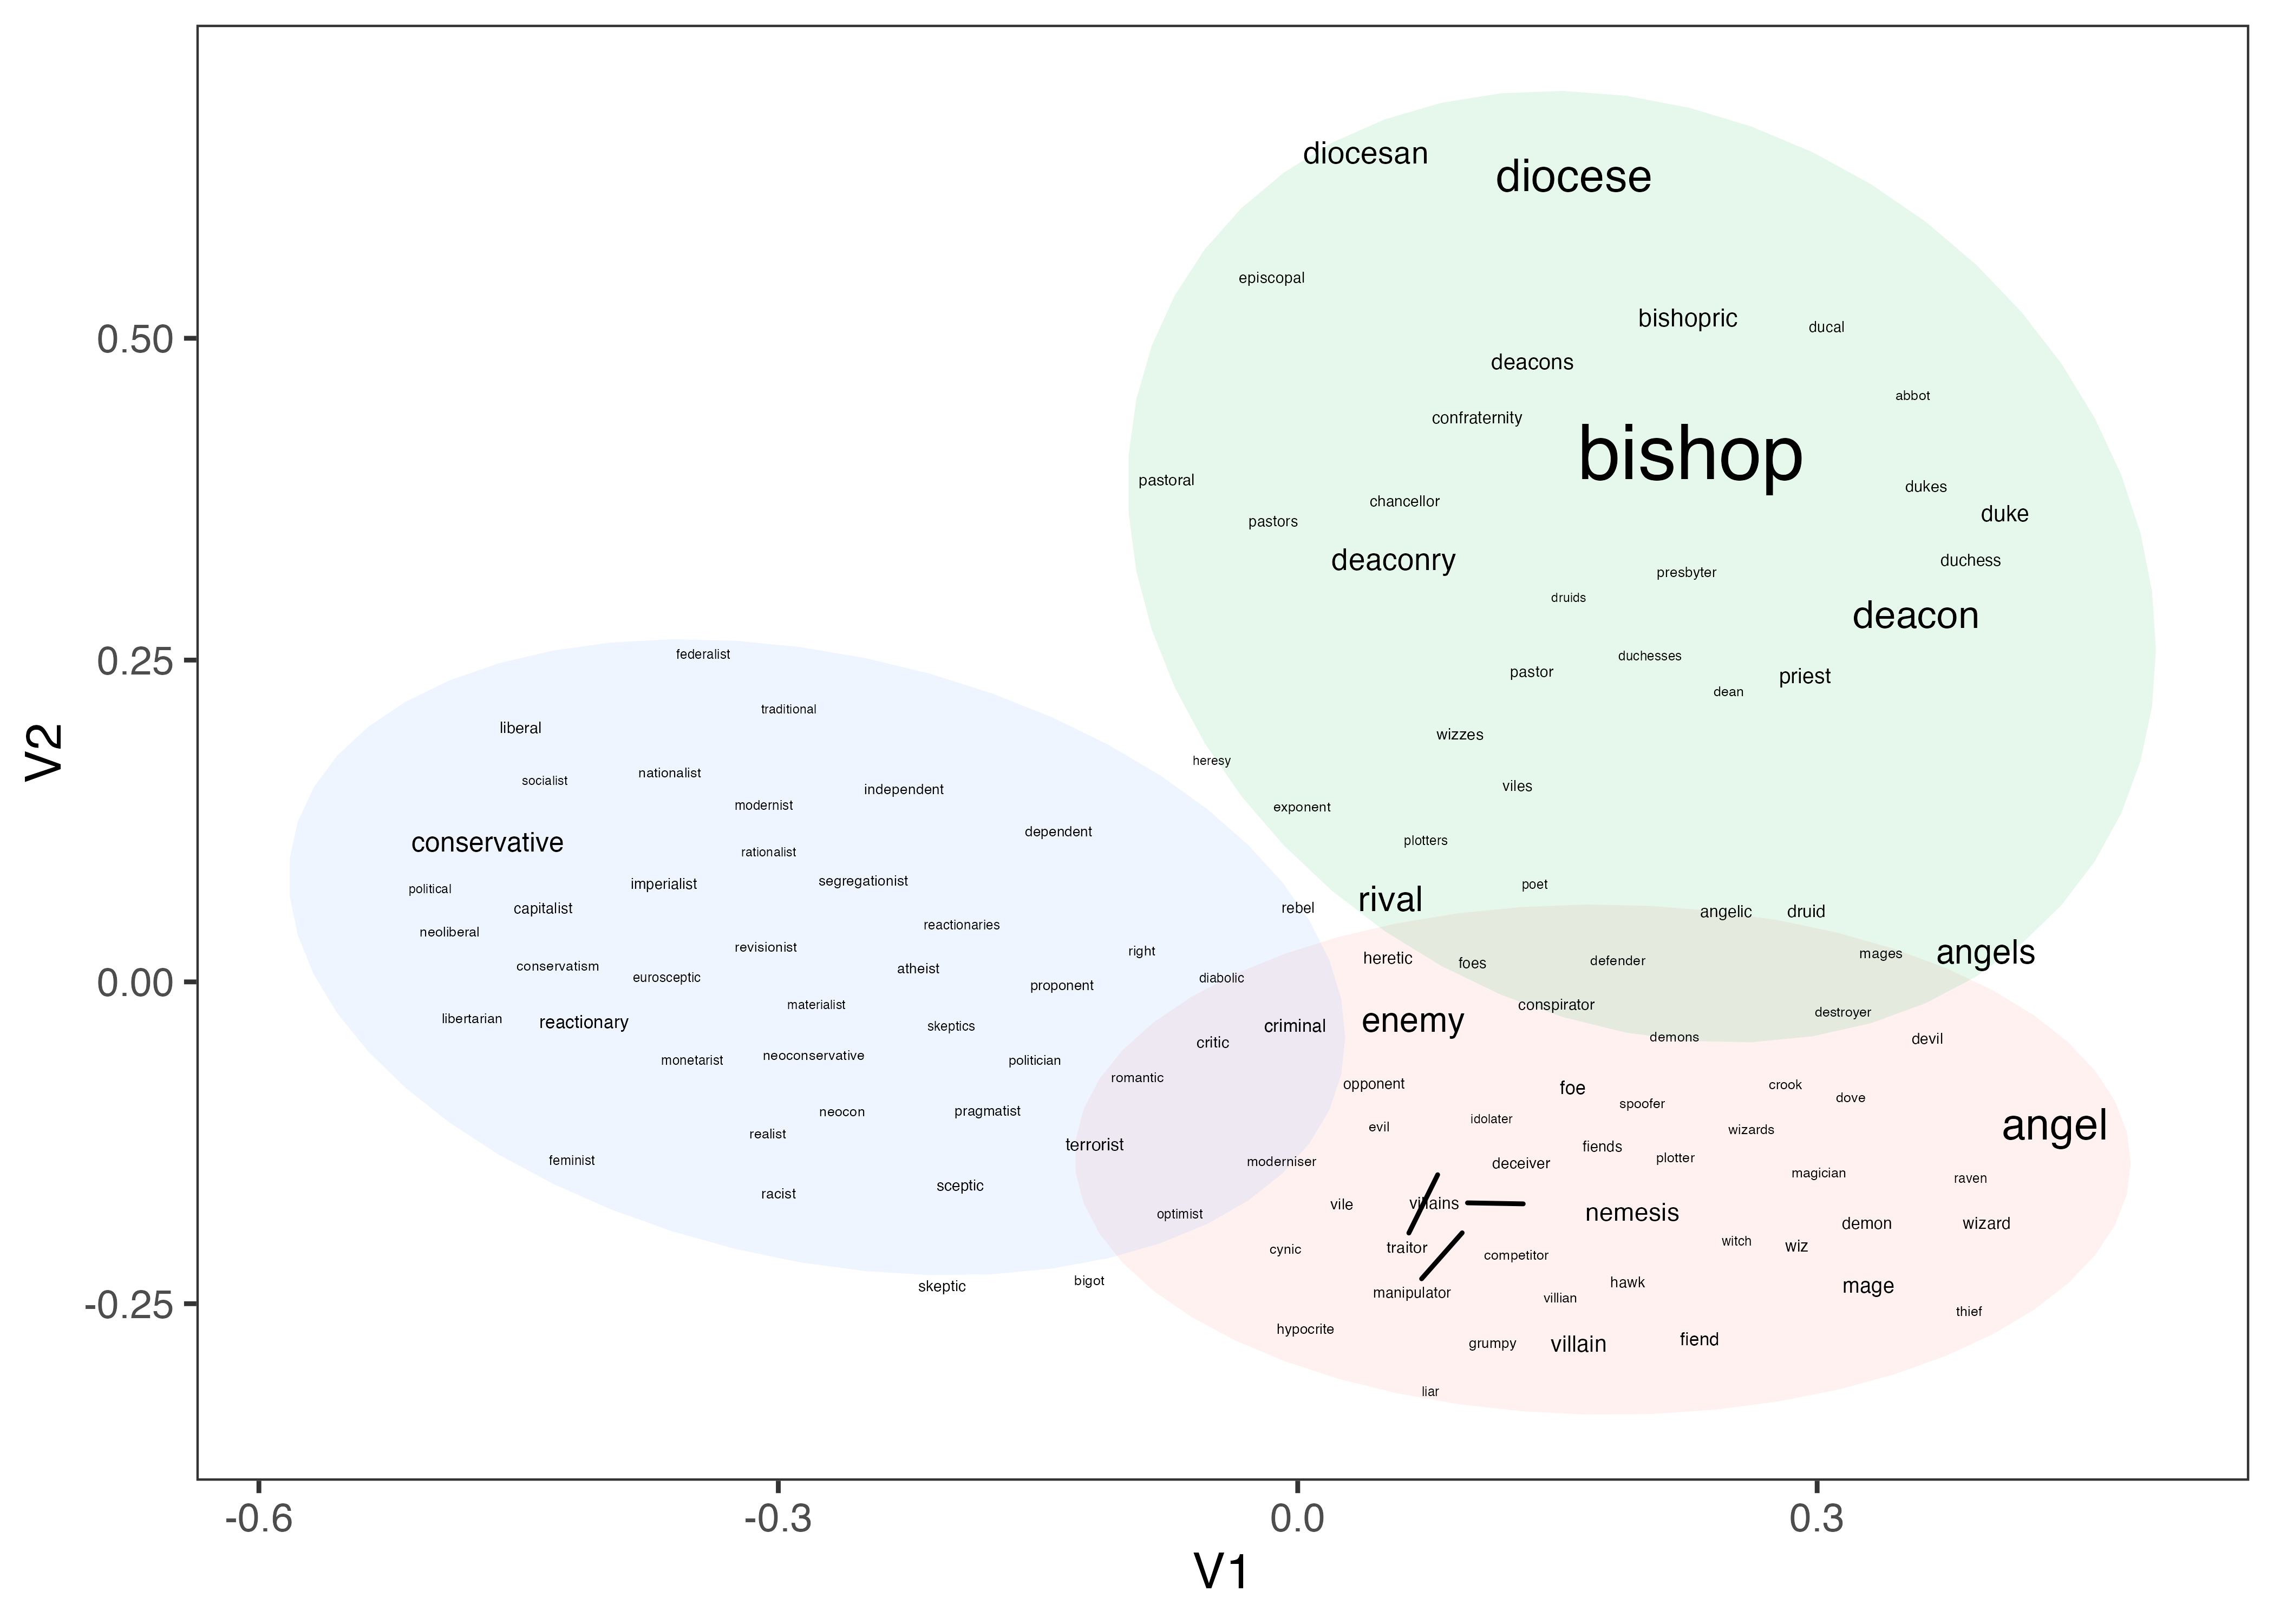 diocesan
diocese
episcopal
bishopric
ducal
0.50
deacons
abbot
confraternity
bishop
pastoral
dukes
chancellor
duke
pastors
deaconry
duchess
presbyter
druids
deacon
federalist
duchesses
0.25
pastor
priest
dean
traditional
liberal
wizzes
V2
heresy
nationalist
socialist
viles
independent
modernist
exponent
dependent
plotters
conservative
rationalist
segregationist
imperialist
poet
political
rival
capitalist
rebel
angelic
druid
reactionaries
neoliberal
revisionist
right
angels
mages
heretic
defender
foes
conservatism
atheist
eurosceptic
diabolic
0.00
proponent
materialist
conspirator
destroyer
libertarian
reactionary
enemy
skeptics
criminal
demons
devil
critic
neoconservative
monetarist
politician
romantic
opponent
foe
crook
dove
spoofer
neocon
pragmatist
idolater
angel
evil
wizards
realist
terrorist
fiends
plotter
feminist
moderniser
deceiver
magician
raven
sceptic
racist
vile
villains
nemesis
optimist
demon
wizard
witch
wiz
traitor
cynic
competitor
bigot
hawk
skeptic
mage
manipulator
villian
-0.25
thief
hypocrite
fiend
grumpy
villain
liar
-0.6
-0.3
0.0
0.3
V1